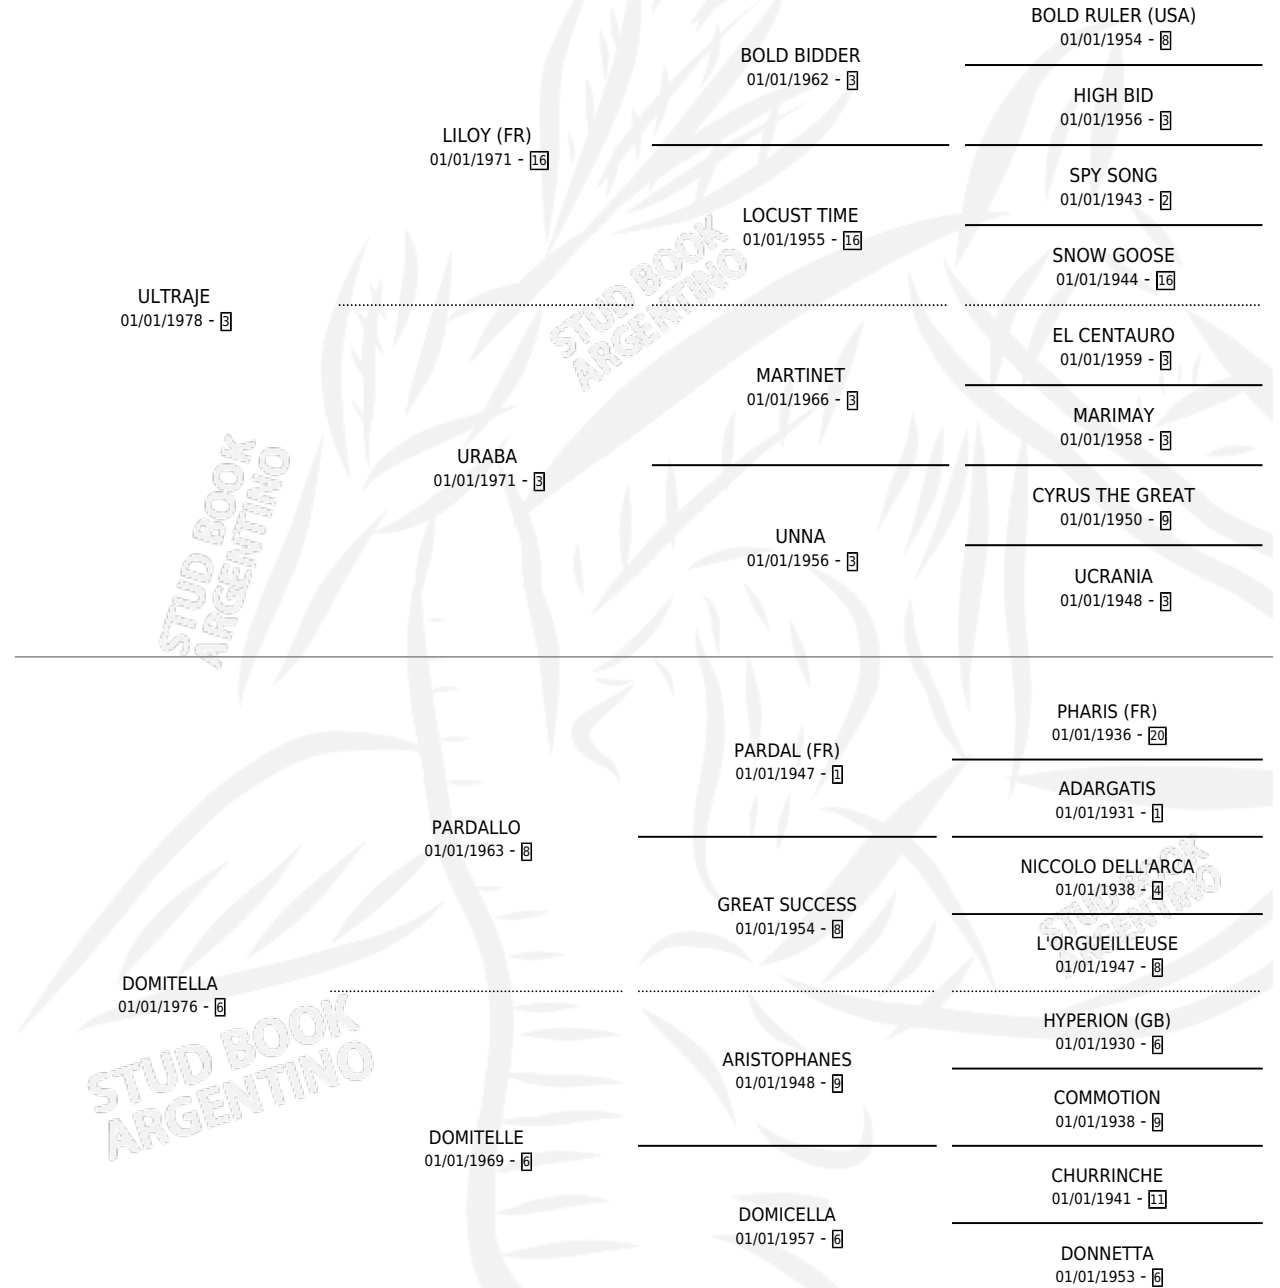 BOLD RULER (USA)
01/01/1954 - 8
BOLD BIDDER
01/01/1962 - 3
HIGH BID
01/01/1956 - 3
LILOY (FR)
01/01/1971 - 16
SPY SONG
01/01/1943 - 2
LOCUST TIME
01/01/1955 - 16
SNOW GOOSE
01/01/1944 - 16
ULTRAJE
01/01/1978 - 3
STUD BOOK
ARGENTINO
EL CENTAURO
01/01/1959 - 3
MARTINET
01/01/1966 - 3
MARIMAY
01/01/1958 - 3
URABA
01/01/1971 - 3
CYRUS THE GREAT
01/01/1950 - 9
UNNA
01/01/1956 - 3
UCRANIA
01/01/1948 - 3
STUD BOOK
ARGENTINO
PHARIS (FR)
01/01/1936 - 20
PARDAL (FR)
01/01/1947 - 1
ADARGATIS
01/01/1931 - 1
PARDALLO
01/01/1963 - 8
NICCOLO DELL'ARCA
01/01/1938 - 4
GREAT SUCCESS
01/01/1954 - 8
L'ORGUEILLEUSE
01/01/1947 - 8
STUD BOOK
ARGENTINO
DOMITELLA
01/01/1976 - 6
HYPERION (GB)
01/01/1930 - 6
ARISTOPHANES
01/01/1948 - 9
COMMOTION
01/01/1938 - 9
STUD BOOK
ARGENTINO
DOMITELLE
01/01/1969 - 6
CHURRINCHE
01/01/1941 - 11
DOMICELLA
01/01/1957 - 6
DONNETTA
01/01/1953 - 6